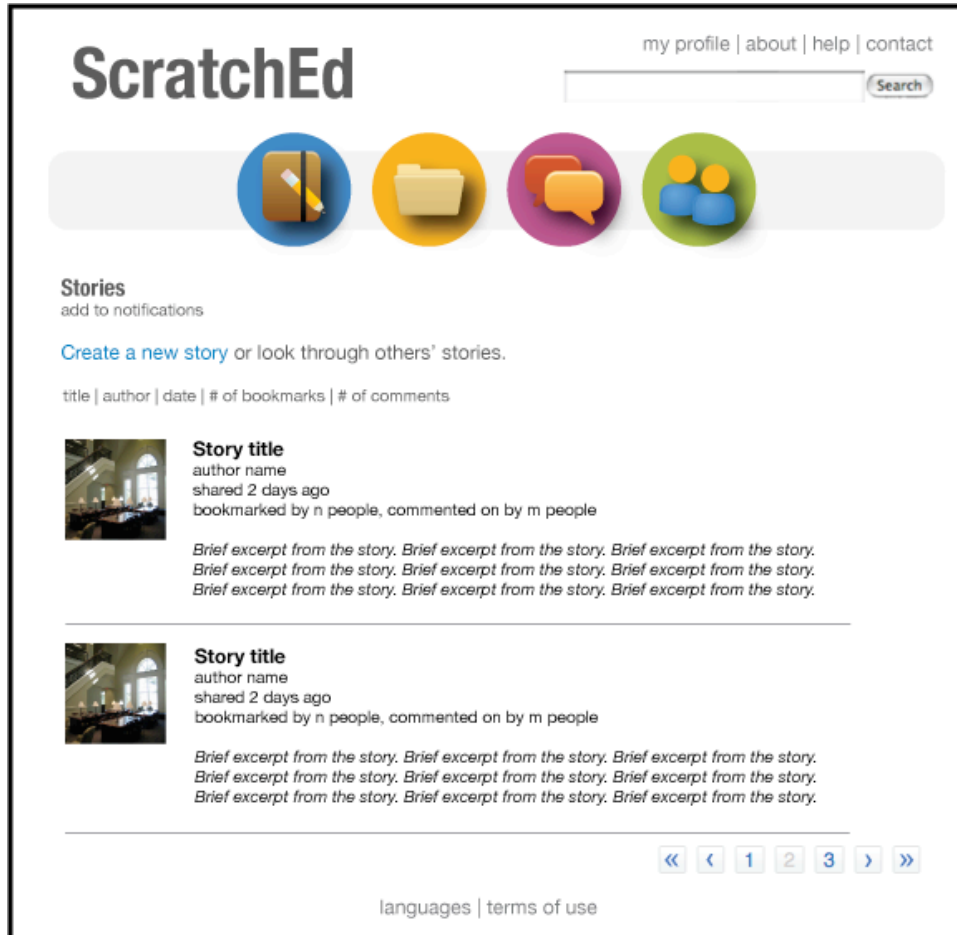 ScratchEd
my profile | about | help | contact
Search
Stories
add to notifications
Create a new story or look through others' stories.
title | author | date | # of bookmarks | # of comments
Story title
author name
shared 2 days ago
bookmarked by n people, commented on by m people
Brief excerpt from the story. Brief excerpt from the story. Brief excerpt from the story.
Brief excerpt from the story. Brief excerpt from the story. Brief excerpt from the story.
Brief excerpt from the story. Brief excerpt from the story. Brief excerpt from the story.
Story title
author name
shared 2 days ago
bookmarked by n people, commented on by m people
Brief excerpt from the story. Brief excerpt from the story. Brief excerpt from the story.
Brief excerpt from the story. Brief excerpt from the story. Brief excerpt from the story.
Brief excerpt from the story. Brief excerpt from the story. Brief excerpt from the story.
« ‹ 1 2 3 › »
languages | terms of use